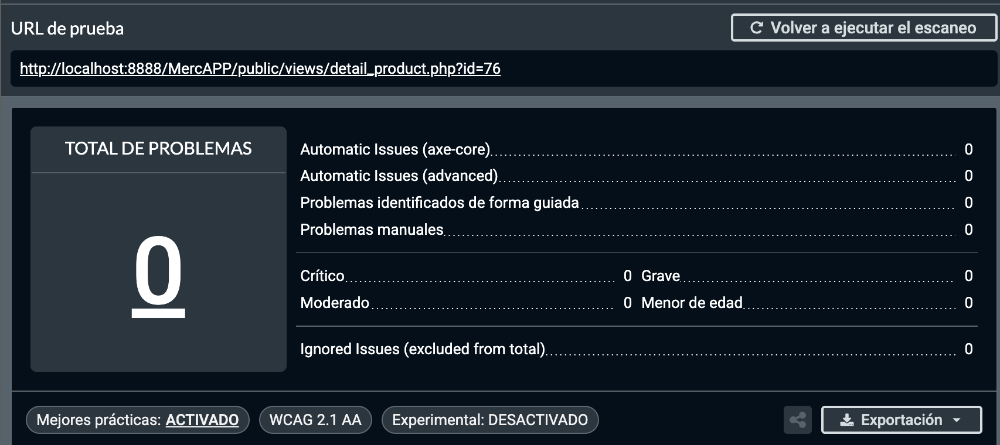 URL de prueba
Volver a ejecutar el escaneo
http://localhost:8888/MercAPP/public/views/detail_product.php?id=76
TOTAL DE PROBLEMAS
0
Automatic Issues (axe-core) 0
Automatic Issues (advanced) 0
Problemas identificados de forma guiada 0
Problemas manuales 0
Crítico 0 Grave 0
Moderado 0 Menor de edad 0
Ignored Issues (excluded from total) 0
Mejores prácticas: ACTIVADO WCAG 2.1 AA Experimental: DESACTIVADO Exportación